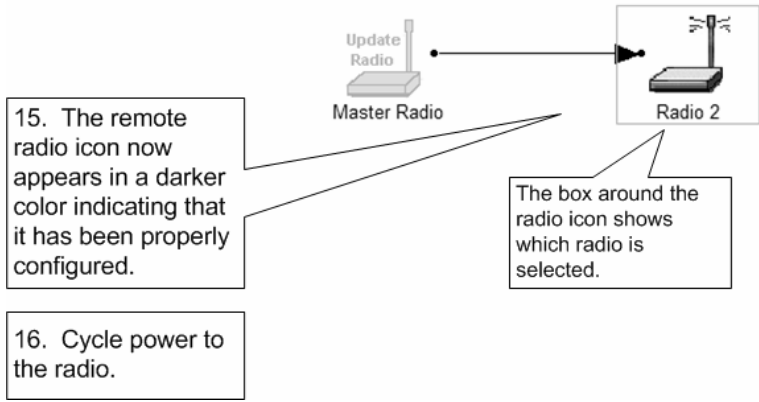 Update
Radio
Master Radio
Radio 2
15. The remote
radio icon now
appears in a darker
color indicating that
it has been properly
configured.
The box around the
radio icon shows
which radio is
selected.
16. Cycle power to
the radio.